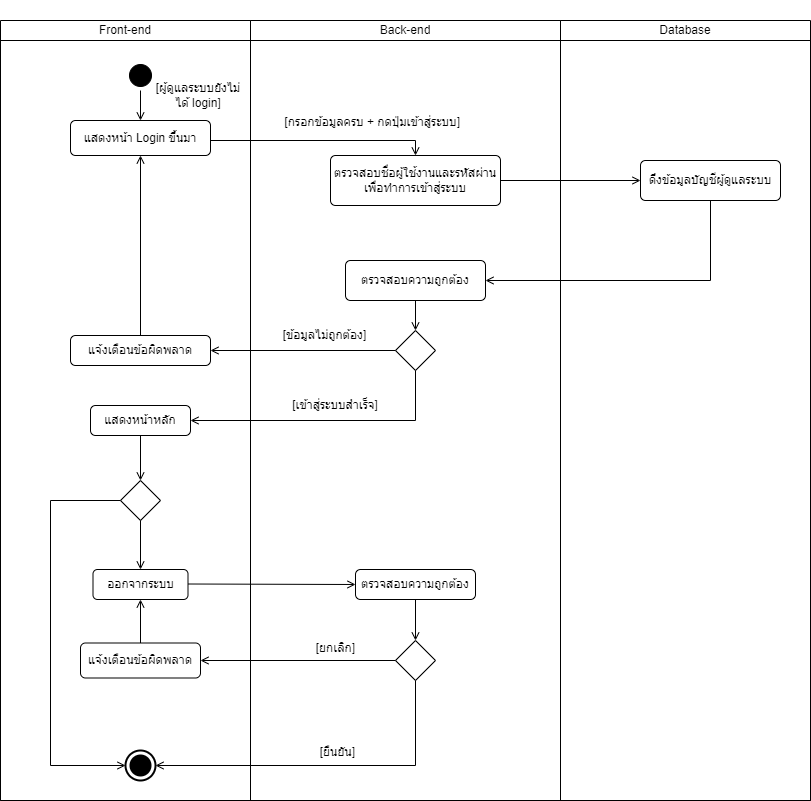 Front-end
Back-end
Database
[ผู้ดูแลระบบยังไม่
ได้ login]
แสดงหน้า Login ขึ้นมา
[กรอกข้อมูลครบ + กดปุ่มเข้าสู่ระบบ]
ตรวจสอบชื่อผู้ใช้งานและรหัสผ่าน
เพื่อทำการเข้าสู่ระบบ
ดึงข้อมูลบัญชีผู้ดูแลระบบ
ตรวจสอบความถูกต้อง
[ข้อมูลไม่ถูกต้อง]
แจ้งเตือนข้อผิดพลาด
[เข้าสู่ระบบสำเร็จ]
แสดงหน้าหลัก
ออกจากระบบ
ตรวจสอบความถูกต้อง
[ยกเลิก]
แจ้งเตือนข้อผิดพลาด
[ยืนยัน]